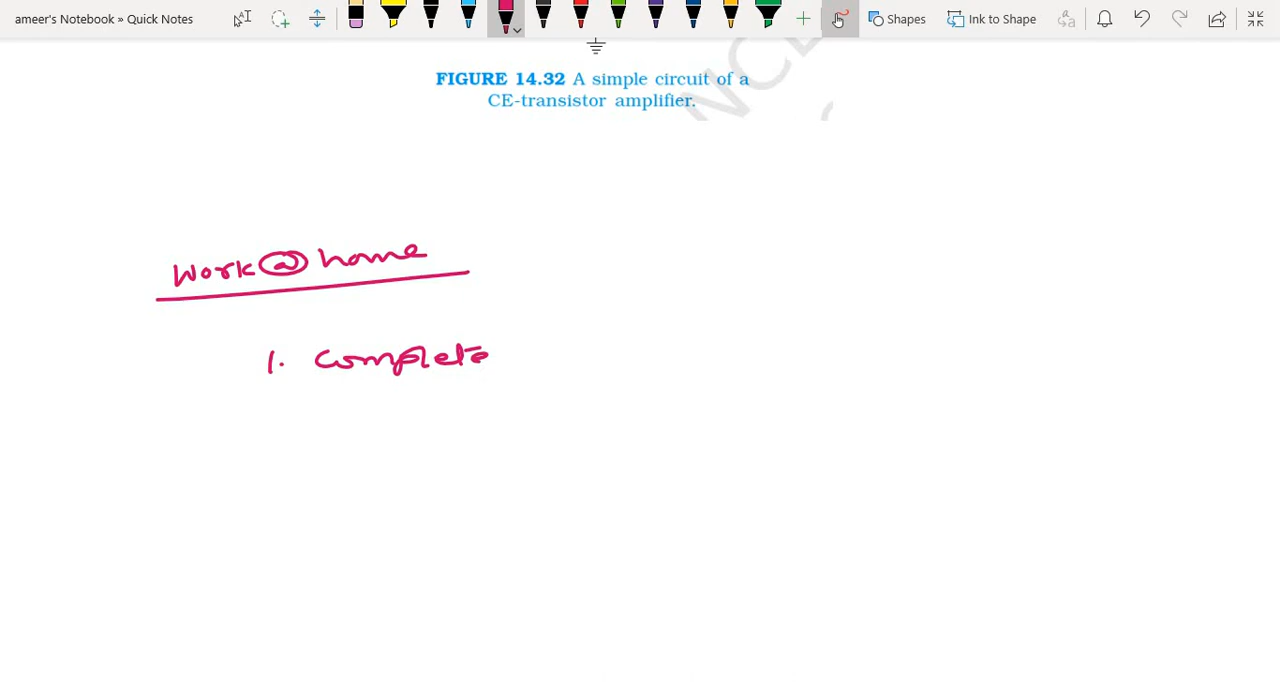 ameer's Notebook » Quick Notes
Shapes
Ink to Shape
FIGURE 14.32 A simple circuit of a
CE-transistor amplifier.
Work @ home
1. Complete